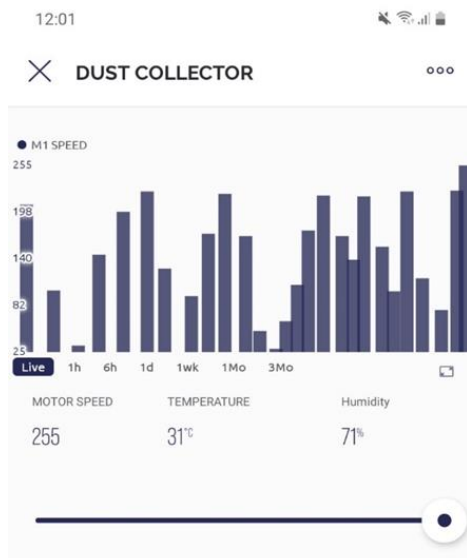 12:01
DUST COLLECTOR
M1 SPEED
255
198
140
82
25
Live 1h 6h 1d 1wk 1Mo 3Mo
MOTOR SPEED TEMPERATURE Humidity
255 31°C 71%